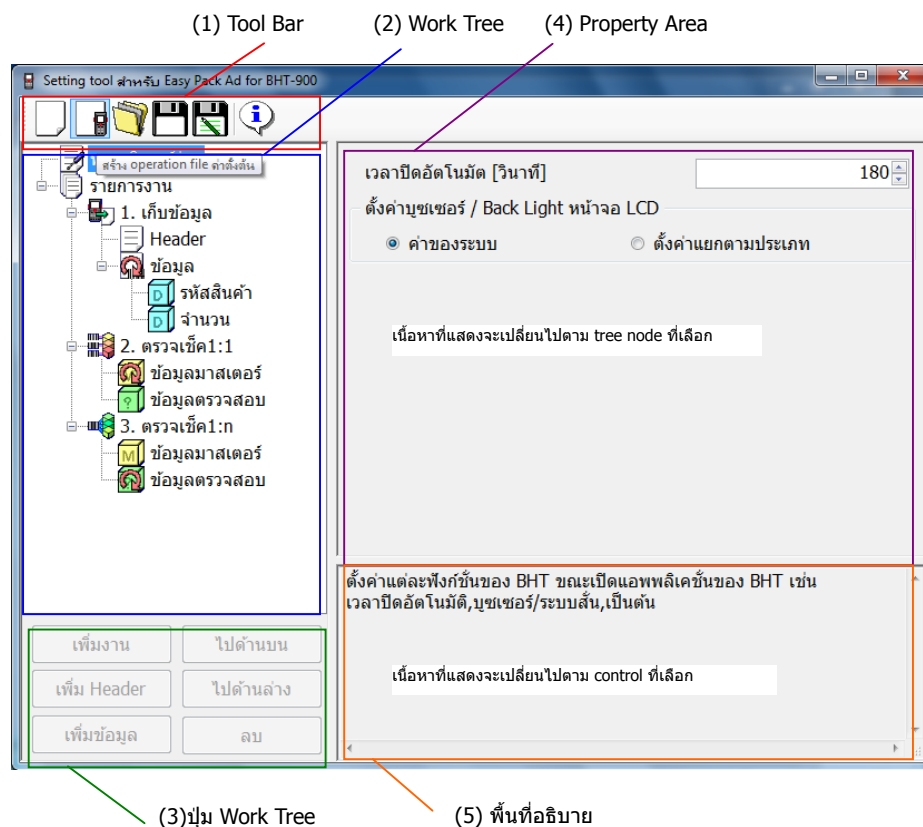 (1) Tool Bar
(2) Work Tree
(4) Property Area
Setting tool สำหรับ Easy Pack Ad for BHT-900
สร้าง operation file ค่าตั้งต้น
รายการงาน
1. เก็บข้อมูล
Header
ข้อมูล
D รหัสสินค้า
D จำนวน
2. ตรวจเช็ค1:1
ข้อมูลมาสเตอร์
? ข้อมูลตรวจสอบ
3. ตรวจเช็ค1:n
M ข้อมูลมาสเตอร์
ข้อมูลตรวจสอบ
เวลาปิดอัตโนมัต [วินาที]
180
ตั้งค่าบูซเซอร์ / Back Light หน้าจอ LCD
ค่าของระบบ
ตั้งค่าแยกตามประเภท
เนื้อหาที่แสดงจะเปลี่ยนไปตาม tree node ที่เลือก
ตั้งค่าแต่ละฟังก์ชั่นของ BHT ขณะเปิดแอพพลิเคชั่นของ BHT เช่น
เวลาปิดอัตโนมัติ,บูซเซอร์/ระบบสั่น,เป็นต้น
เนื้อหาที่แสดงจะเปลี่ยนไปตาม control ที่เลือก
เพิ่มงาน
ไปด้านบน
เพิ่ม Header
ไปด้านล่าง
เพิ่มข้อมูล
ลบ
(3)ปุ่ม Work Tree
(5) พื้นที่อธิบาย